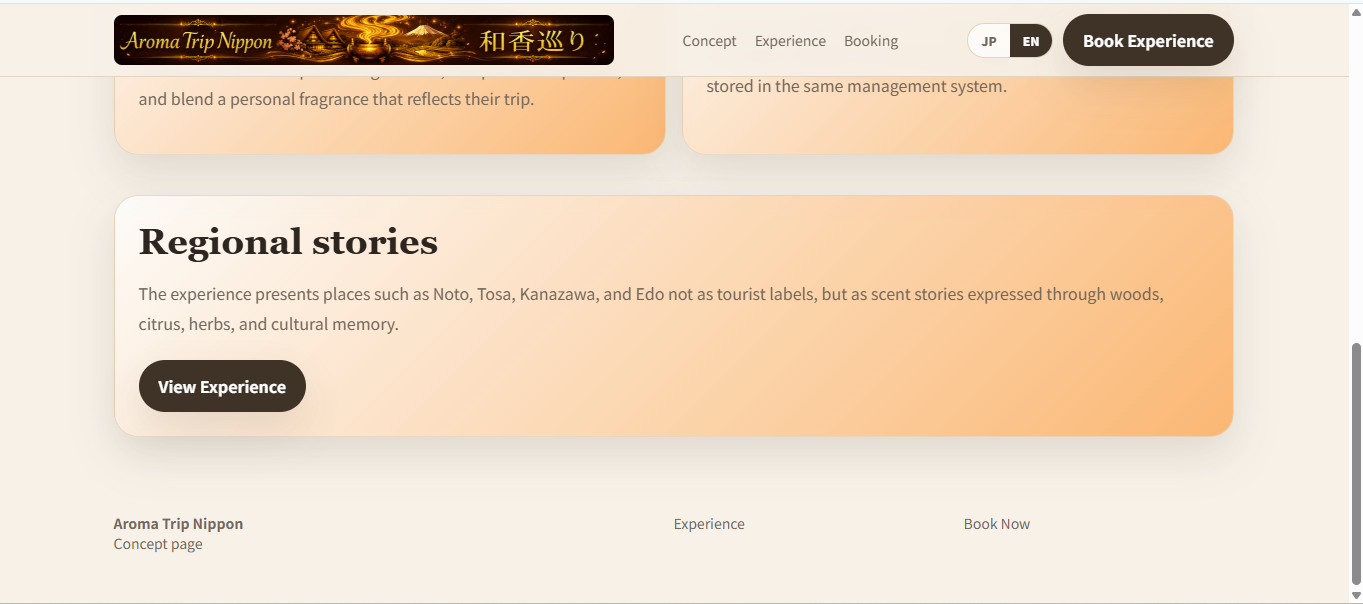 Aroma Trip Nippon 和香巡り
Concept Experience Booking
JP EN
Book Experience
and blend a personal fragrance that reflects their trip.
stored in the same management system.
Regional stories
The experience presents places such as Noto, Tosa, Kanazawa, and Edo not as tourist labels, but as scent stories expressed through woods,
citrus, herbs, and cultural memory.
View Experience
Aroma Trip Nippon
Concept page
Experience
Book Now